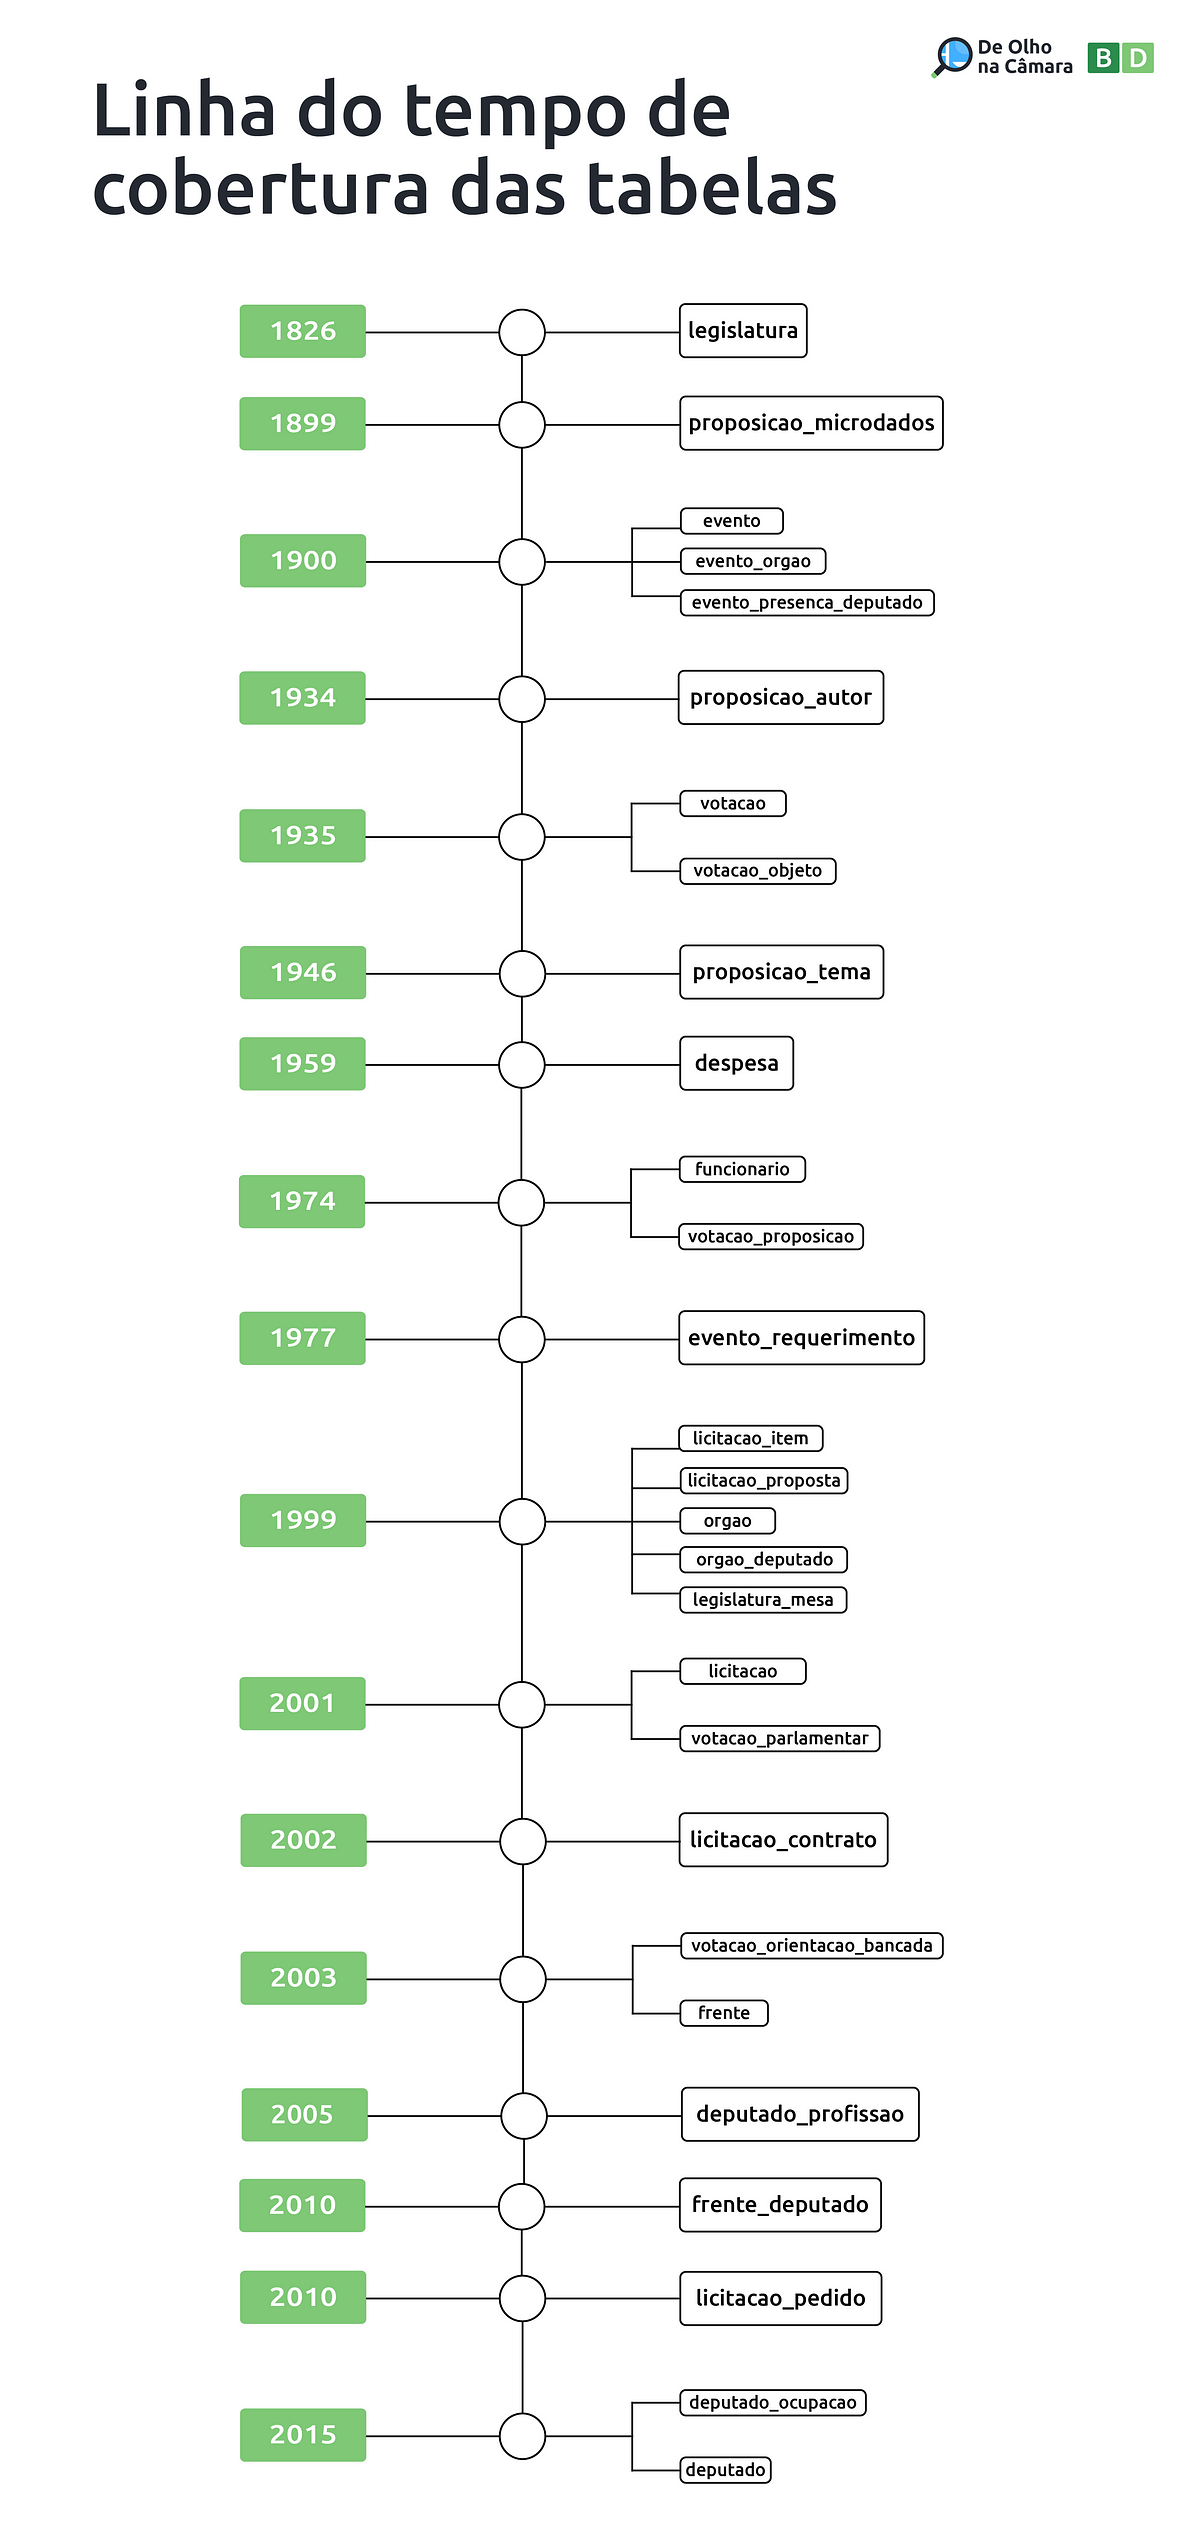 De Olho
na Câmara
B D
Linha do tempo de
cobertura das tabelas
1826
legislatura
1899
proposicao_microdados
1900
evento
evento_orgao
evento_presenca_deputado
1934
proposicao_autor
1935
votacao
votacao_objeto
1946
proposicao_tema
1959
despesa
1974
funcionario
votacao_proposicao
1977
evento_requerimento
1999
licitacao_item
licitacao_proposta
orgao
orgao_deputado
legislatura_mesa
2001
licitacao
votacao_parlamentar
2002
licitacao_contrato
2003
votacao_orientacao_bancada
frente
2005
deputado_profissao
2010
frente_deputado
2010
licitacao_pedido
2015
deputado_ocupacao
deputado